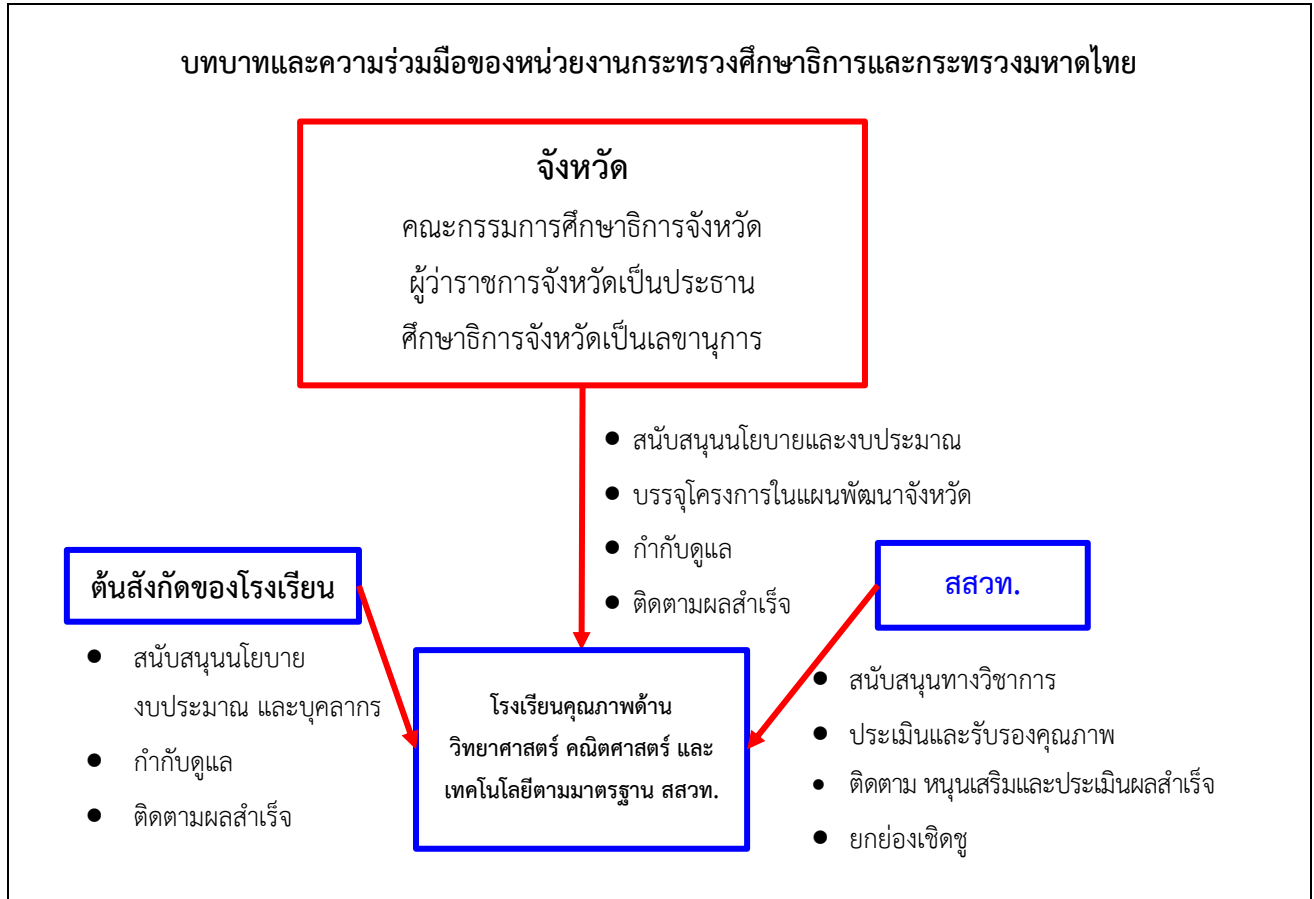 บทบาทและความร่วมมือของหน่วยงานกระทรวงศึกษาธิการและกระทรวงมหาดไทย
จังหวัด
คณะกรรมการศึกษาธิการจังหวัด
ผู้ว่าราชการจังหวัดเป็นประธาน
ศึกษาธิการจังหวัดเป็นเลขานุการ
● สนับสนุนนโยบายและงบประมาณ
● บรรจุโครงการในแผนพัฒนาจังหวัด
● กำกับดูแล
● ติดตามผลสำเร็จ
ต้นสังกัดของโรงเรียน
● สนับสนุนนโยบาย
งบประมาณ และบุคลากร
● กำกับดูแล
● ติดตามผลสำเร็จ
โรงเรียนคุณภาพด้าน
วิทยาศาสตร์ คณิตศาสตร์ และ
เทคโนโลยีตามมาตรฐาน สสวท.
สสวท.
● สนับสนุนทางวิชาการ
● ประเมินและรับรองคุณภาพ
● ติดตาม หนุนเสริมและประเมินผลสำเร็จ
● ยกย่องเชิดชู